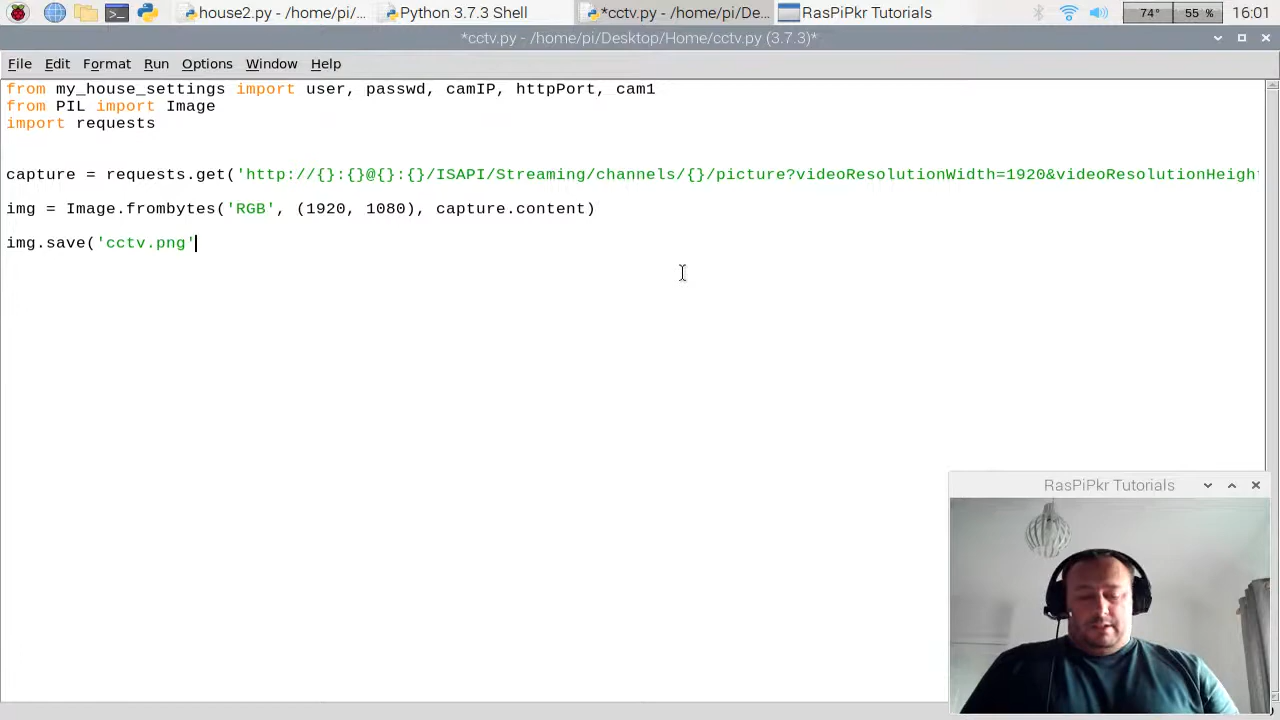 house2.py - /home/pi/...
Python 3.7.3 Shell
*cctv.py - /home/pi/De...
RasPiPkr Tutorials
74°
55 %
16:01
*cctv.py - /home/pi/Desktop/Home/cctv.py (3.7.3)*
File Edit Format Run Options Window Help
from my_house_settings import user, passwd, camIP, httpPort, cam1
from PIL import Image
import requests
capture = requests.get('http://{}:{}@{}:{}/ISAPI/Streaming/channels/{}/picture?videoResolutionWidth=1920&videoResolutionHeight
img = Image.frombytes('RGB', (1920, 1080), capture.content)
img.save('cctv.png'
RasPiPkr Tutorials